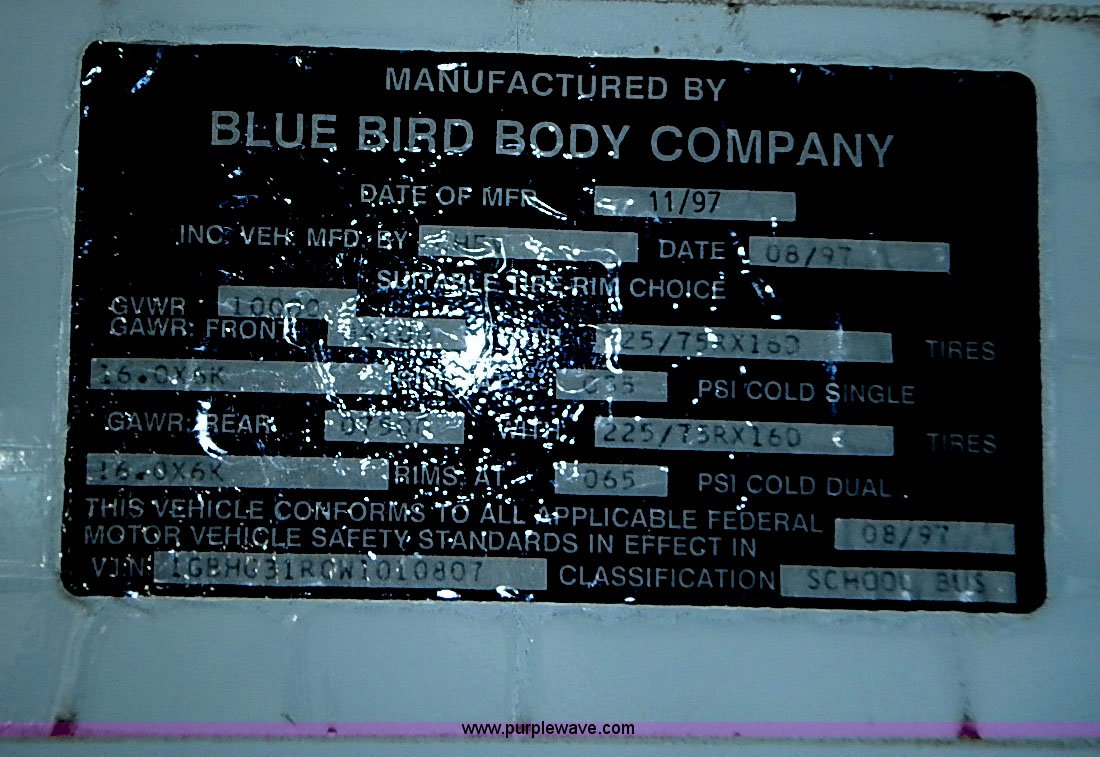 MANUFACTURED BY
BLUE BIRD BODY COMPANY
DATE OF MFR 11/97
INC. VEH. MFD. BY DATE 08/97
SUITABLE TIRE RIM CHOICE
GVWR 10000
GAWR: FRONT 225/75RX16D TIRES
16.0X6K PSI COLD SINGLE
GAWR: REAR WITH 225/75RX16D TIRES
16.0X6K RIMS, AT 065 PSI COLD DUAL
THIS VEHICLE CONFORMS TO ALL APPLICABLE FEDERAL
MOTOR VEHICLE SAFETY STANDARDS IN EFFECT IN 08/97
VIN 1GBHG31R0W1010807 CLASSIFICATION SCHOOL BUS
www.purplewave.com